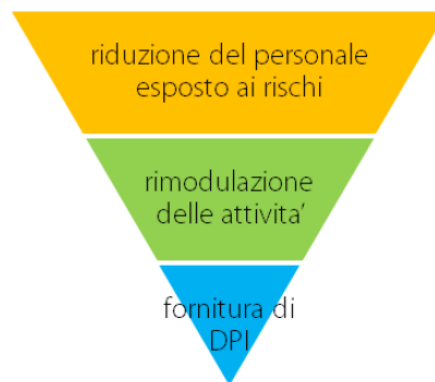 riduzione del personale
esposto ai rischi
rimodulazione
delle attivita'
fornitura di
DPI